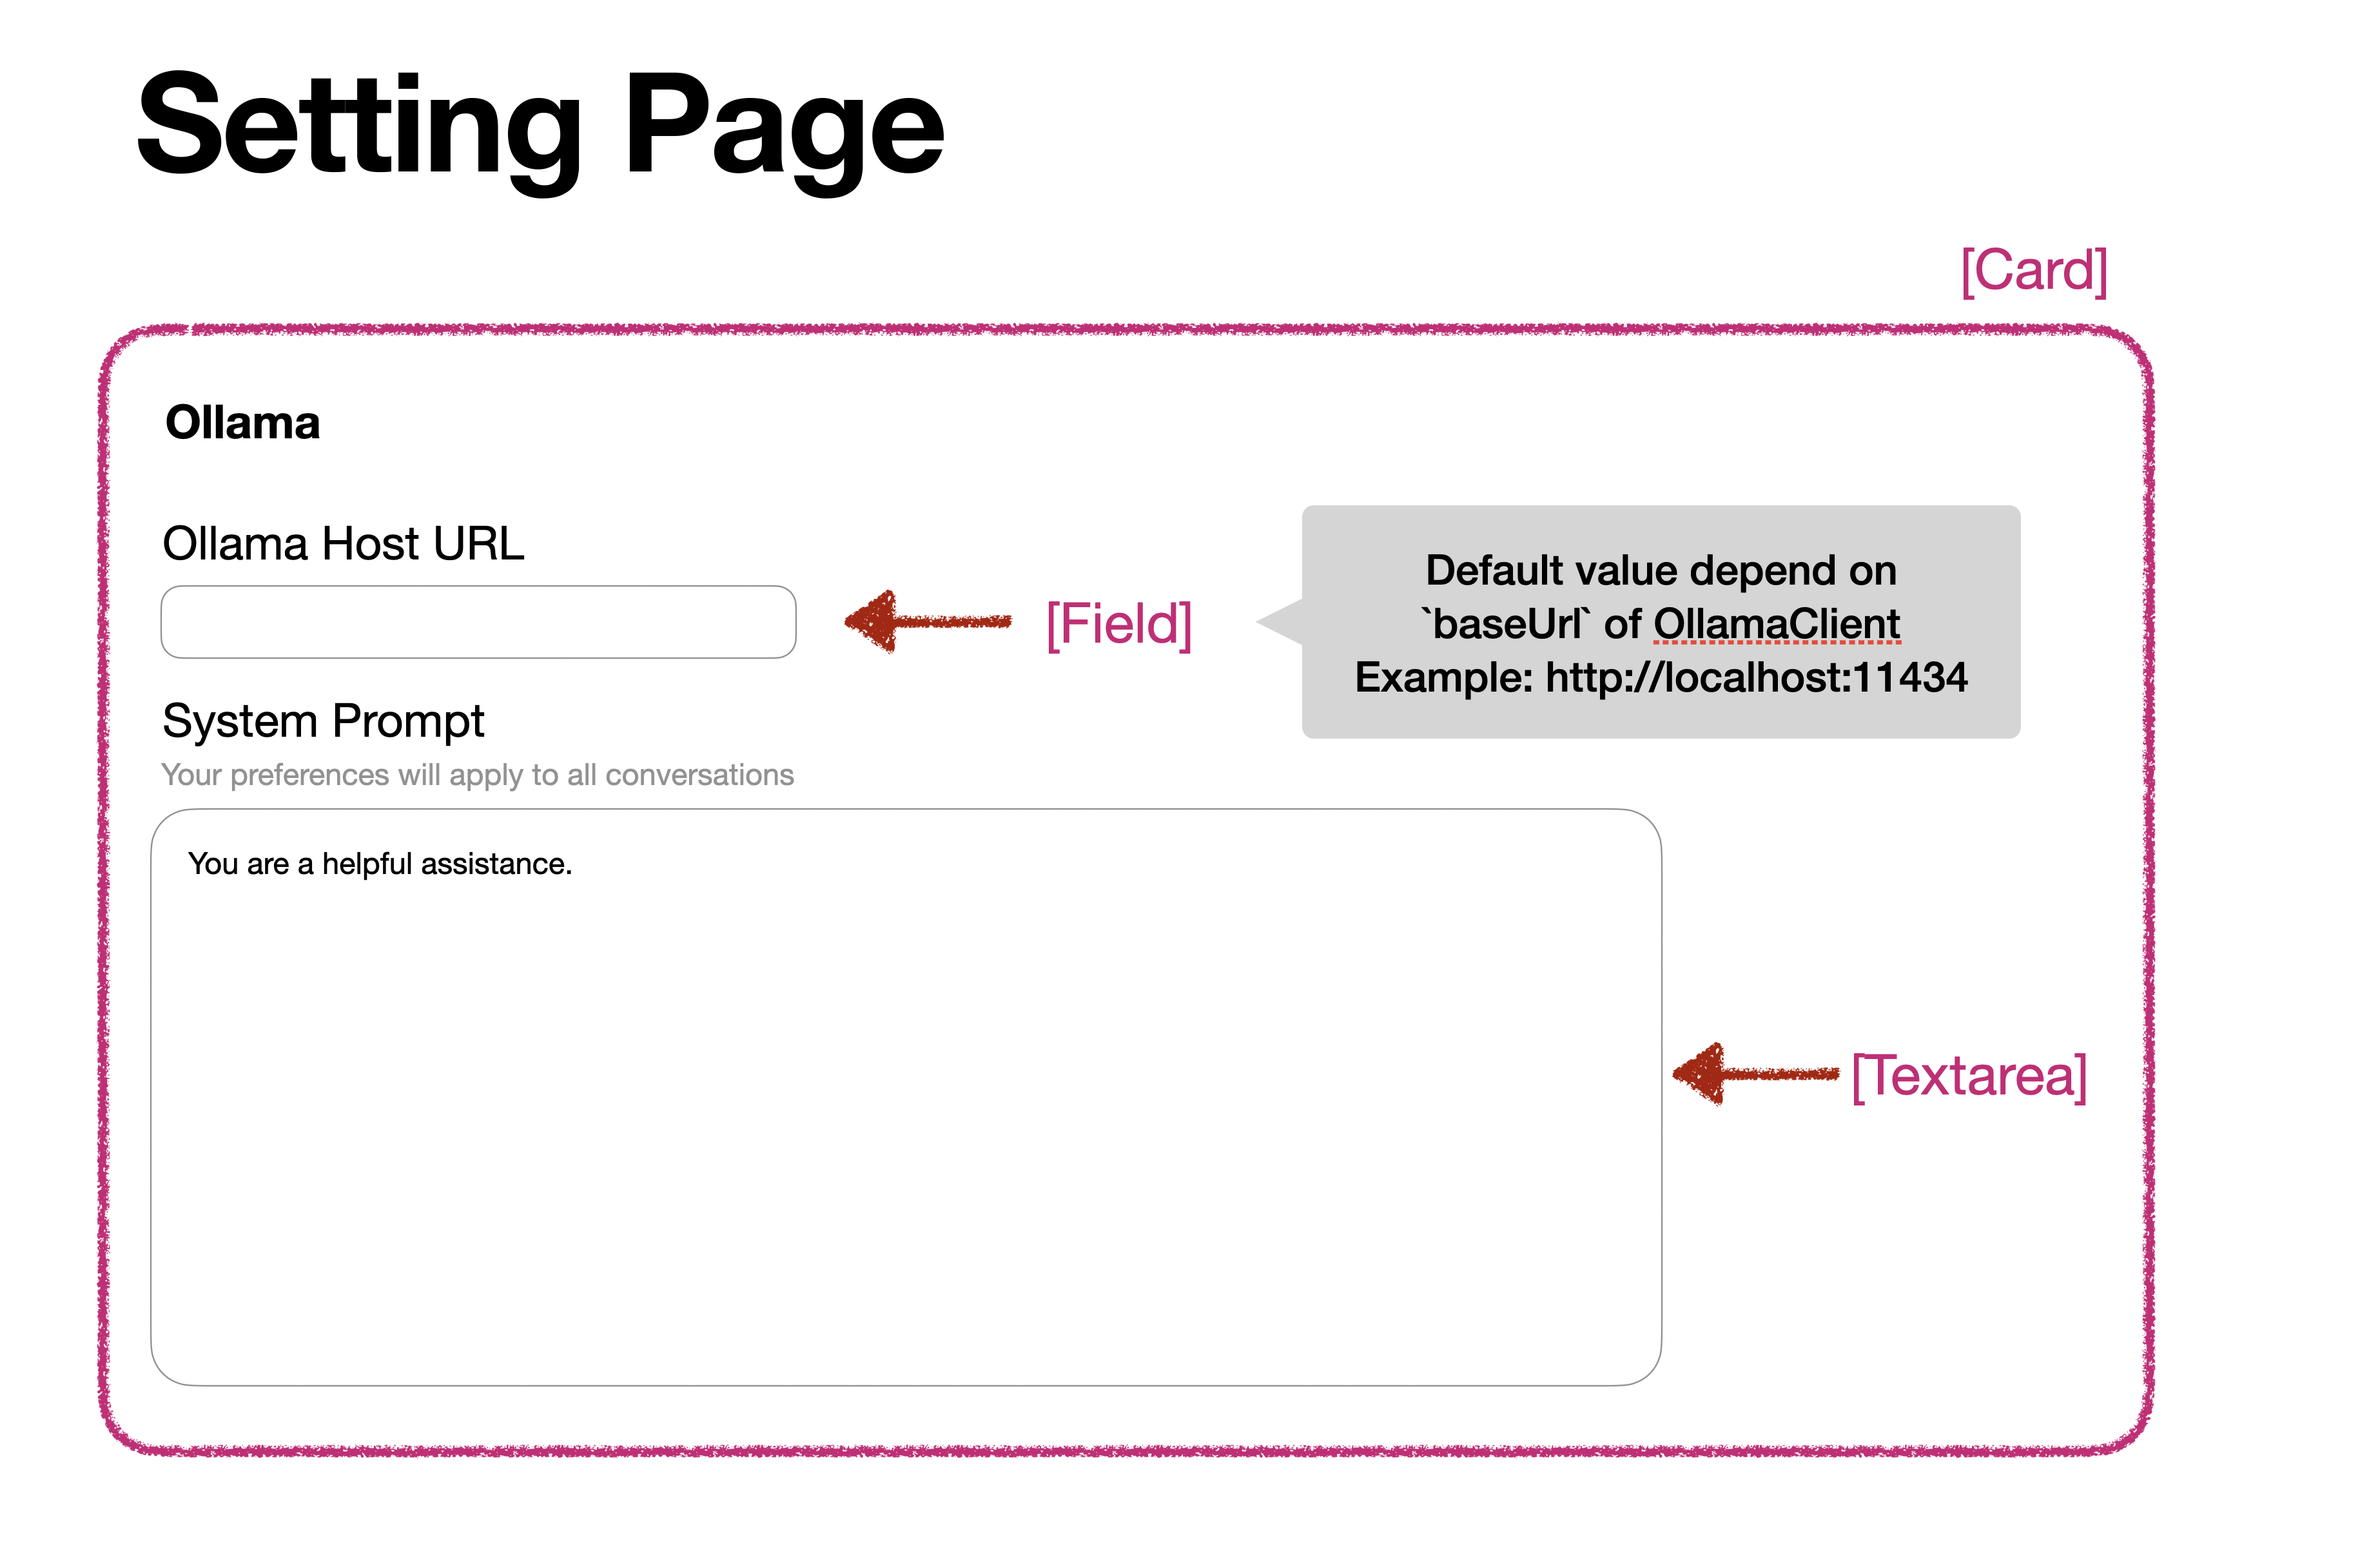 Setting Page
[Card]
Ollama
Ollama Host URL
[Field]
Default value depend on
`baseUrl` of OllamaClient
Example: http://localhost:11434
System Prompt
Your preferences will apply to all conversations
You are a helpful assistance.
[Textarea]